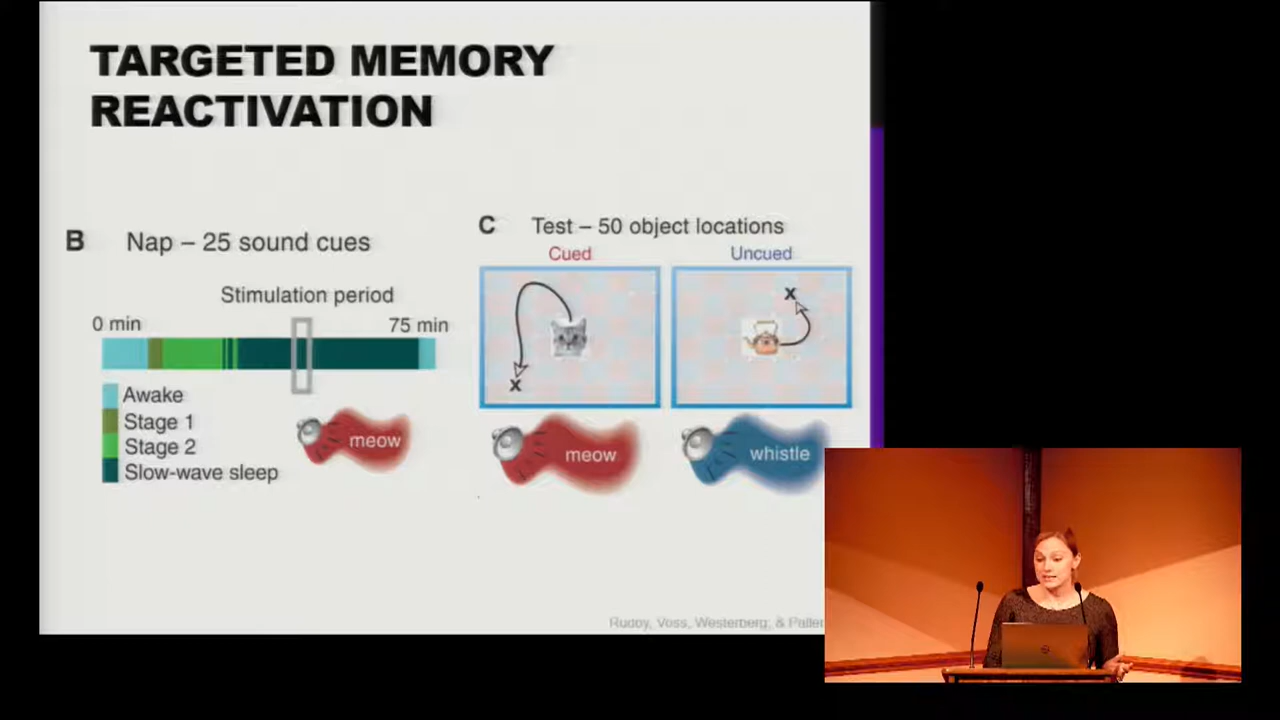 TARGETED MEMORY
REACTIVATION
B Nap – 25 sound cues
Stimulation period
0 min 75 min
Awake
Stage 1
Stage 2
Slow-wave sleep
meow
C Test – 50 object locations
Cued Uncued
x
x
meow whistle
Rudoy, Voss, Westerberg, & Paller